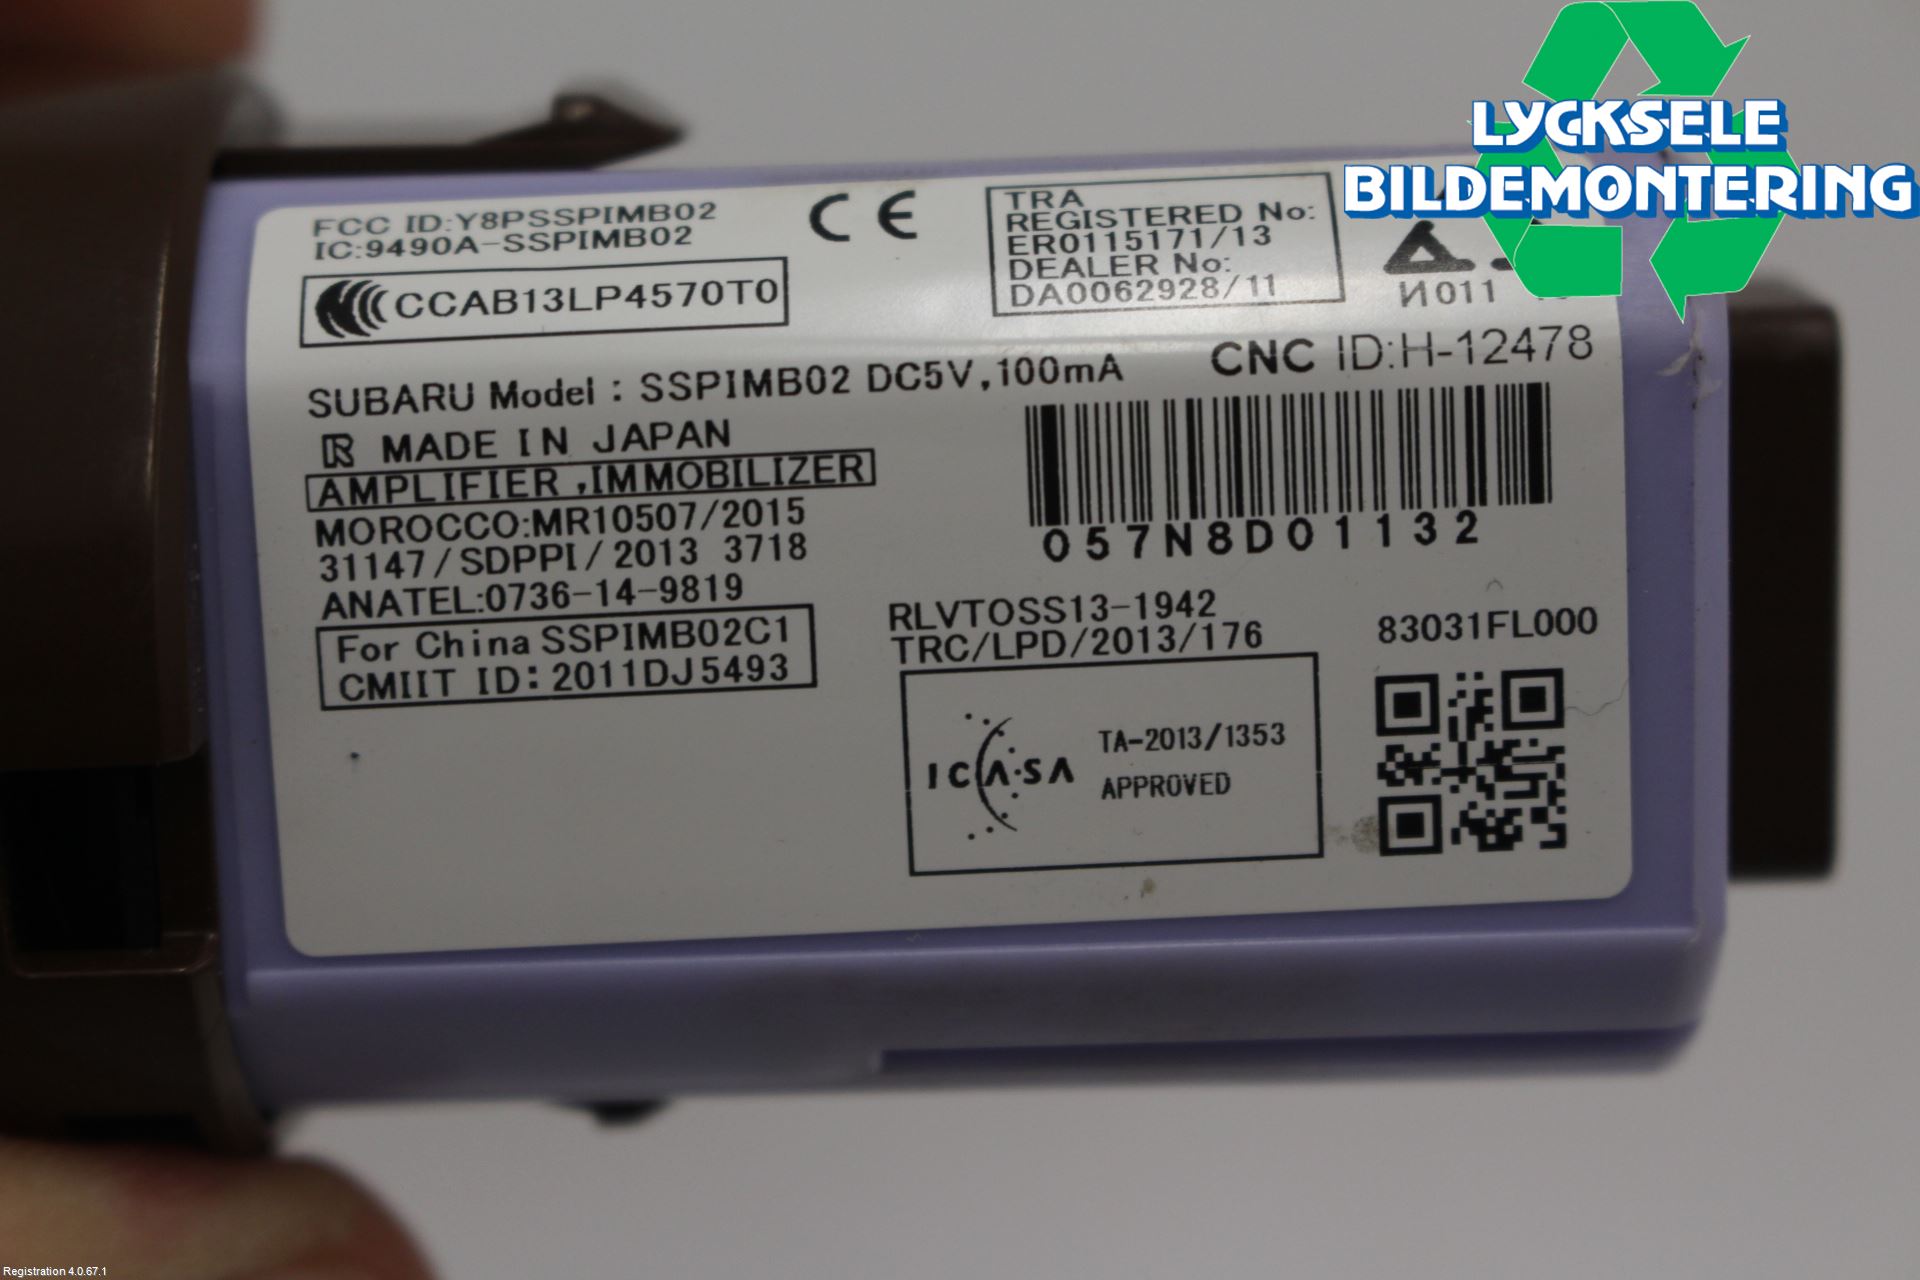 LYCKSELE
BILDEMONTERING
FCC ID:Y8PSSPIMB02
IC:9490A-SSPIMB02
CE
CCAB13LP4570T0
TRA
REGISTERED No:
ER0115171/13
DEALER No:
DA0062928/11
И011
CNC ID:H-12478
SUBARU Model : SSPIMB02 DC5V,100mA
R MADE IN JAPAN
AMPLIFIER ,IMMOBILIZER
MOROCCO:MR10507/2015
31147/SDPPI/2013 3718
ANATEL:0736-14-9819
For China SSPIMB02C1
CMIIT ID: 2011DJ5493
057N8D01132
RLVTOSS13-1942
TRC/LPD/2013/176
83031FL000
ICASA
TA-2013/1353
APPROVED
Registration 4.0.67.1